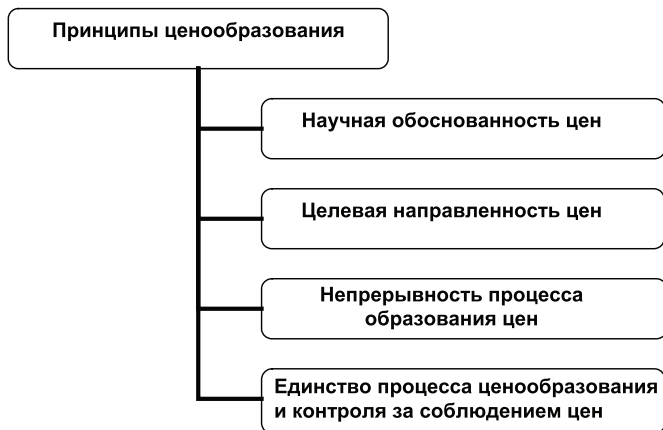 Принципы ценообразования
Научная обоснованность цен
Целевая направленность цен
Непрерывность процесса
образования цен
Единство процесса ценообразования
и контроля за соблюдением цен